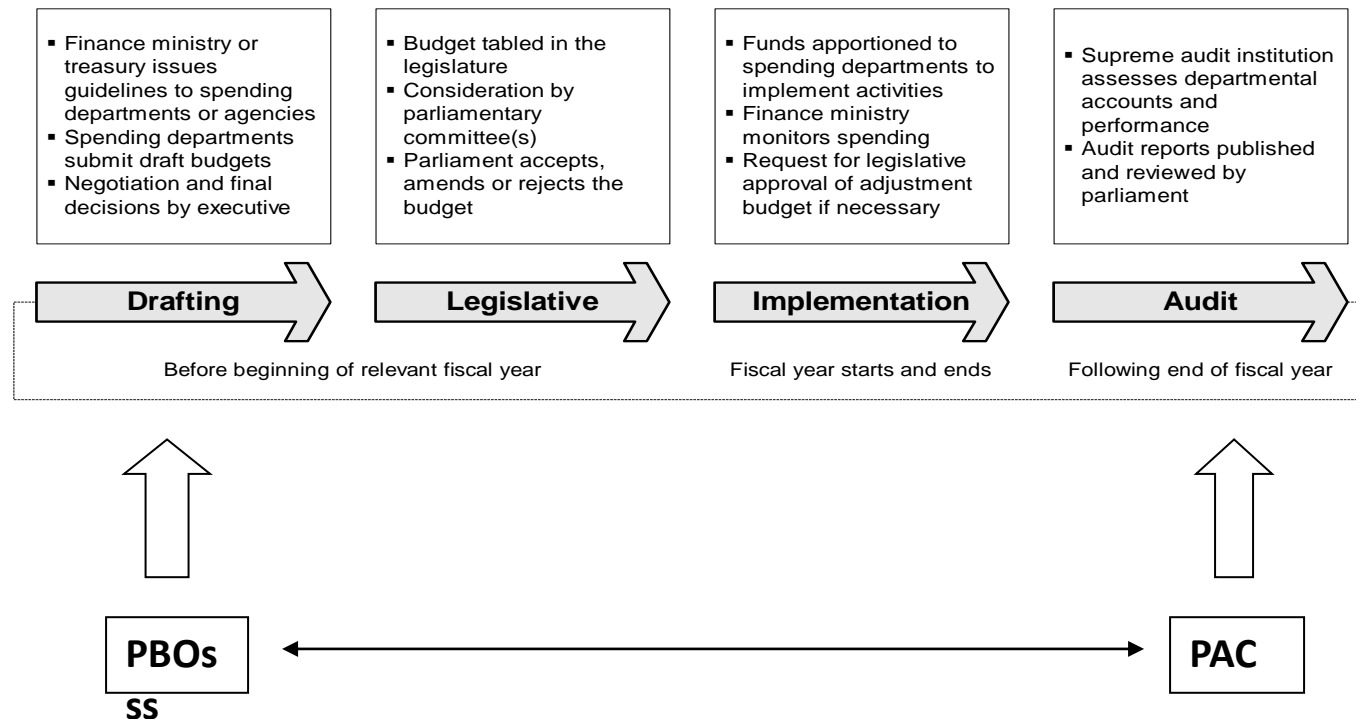 ▪ Finance ministry or
treasury issues
guidelines to spending
departments or agencies
▪ Spending departments
submit draft budgets
▪ Negotiation and final
decisions by executive
▪ Budget tabled in the
legislature
▪ Consideration by
parliamentary
committee(s)
▪ Parliament accepts,
amends or rejects the
budget
▪ Funds apportioned to
spending departments to
implement activities
▪ Finance ministry
monitors spending
▪ Request for legislative
approval of adjustment
budget if necessary
▪ Supreme audit institution
assesses departmental
accounts and
performance
▪ Audit reports published
and reviewed by
parliament
Drafting
Legislative
Implementation
Audit
Before beginning of relevant fiscal year
Fiscal year starts and ends
Following end of fiscal year
PBOs
ss
PAC